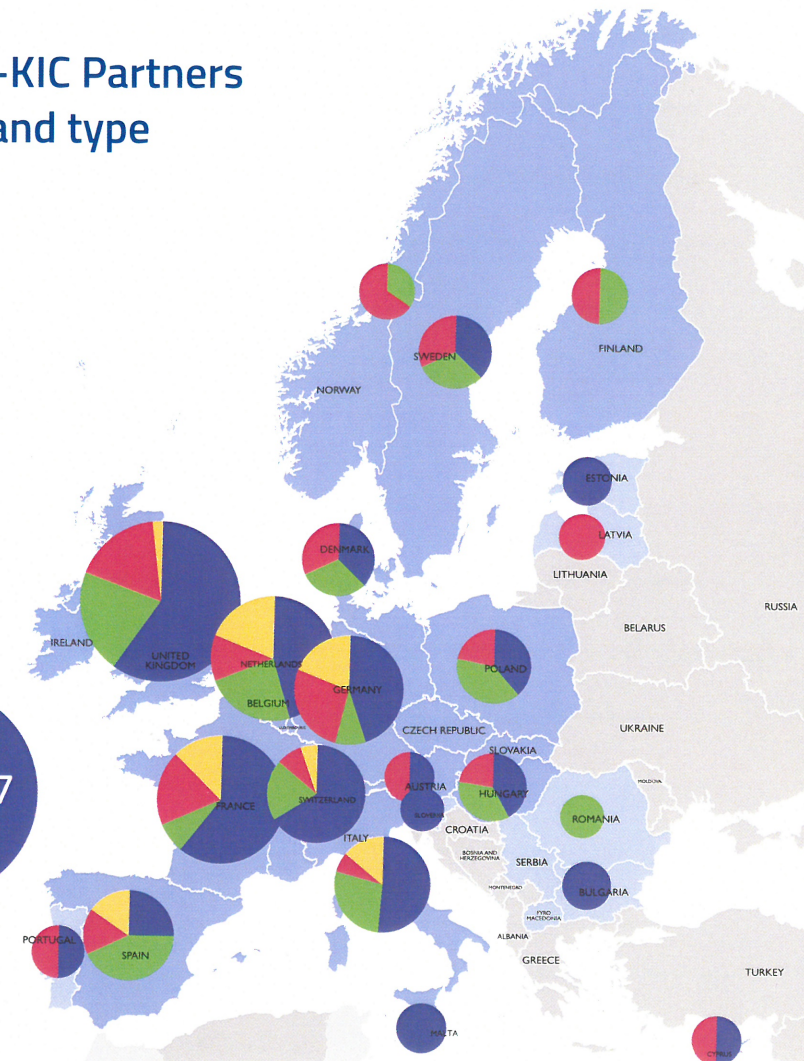 -KIC Partners
and type
SWEDEN
FINLAND
NORWAY
ESTONIA
LATVIA
DENMARK
LITHUANIA
RUSSIA
IRELAND
UNITED
KINGDOM
NETHERLANDS
BELARUS
POLAND
GERMANY
BELGIUM
LUXEMBOURG
CZECH REPUBLIC
UKRAINE
SLOVAKIA
7
MOLDOVA
AUSTRIA
HUNGARY
FRANCE
SWITZERLAND
SLOVENIA
ROMANIA
CROATIA
ITALY
BOSNIA AND
HERZEGOVINA
SERBIA
MONTENEGRO
BULGARIA
FYRO
MACEDONIA
ALBANIA
PORTUGAL
SPAIN
GREECE
TURKEY
MALTA
CYPRUS